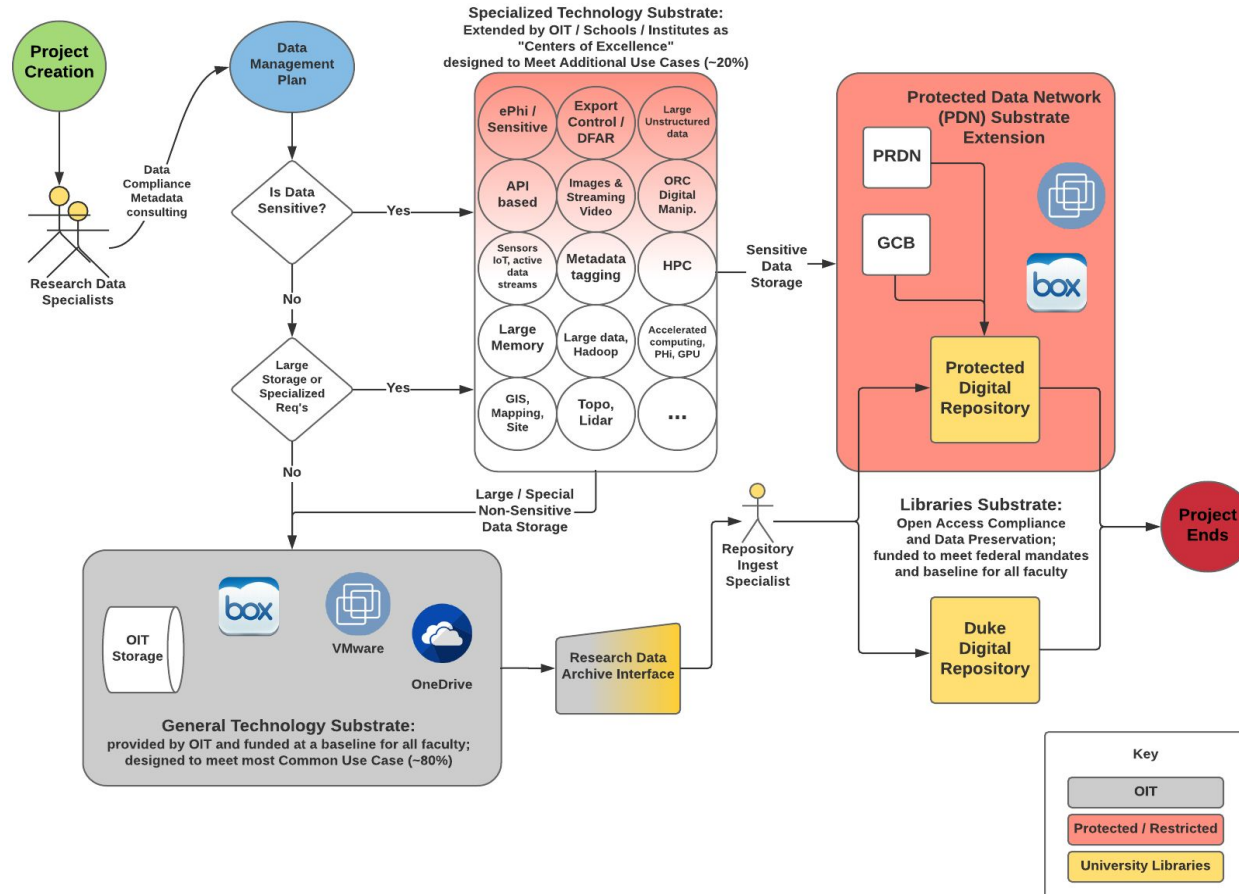 Project
Creation
Data
Management
Plan
Specialized Technology Substrate:
Extended by OIT / Schools / Institutes as
"Centers of Excellence"
designed to Meet Additional Use Cases (~20%)
Data
Compliance
Metadata
consulting
Research Data
Specialists
Is Data
Sensitive?
Yes
No
Large
Storage or
Specialized
Req's
Yes
No
ePhi /
Sensitive
Export
Control /
DFAR
Large
Unstructured
data
API
based
Images &
Streaming
Video
ORC
Digital
Manip.
Sensors
IoT, active
data
streams
Metadata
tagging
HPC
Large
Memory
Large data,
Hadoop
Accelerated
computing,
PHi, GPU
GIS,
Mapping,
Site
Topo,
Lidar
...
Sensitive
Data
Storage
Protected Data Network
(PDN) Substrate
Extension
PRDN
GCB
box
Protected
Digital
Repository
Large / Special
Non-Sensitive
Data Storage
Repository
Ingest
Specialist
Libraries Substrate:
Open Access Compliance
and Data Preservation;
funded to meet federal mandates
and baseline for all faculty
Project
Ends
OIT
Storage
box
VMware
OneDrive
General Technology Substrate:
provided by OIT and funded at a baseline for all faculty;
designed to meet most Common Use Case (~80%)
Research Data
Archive Interface
Duke
Digital
Repository
Key
OIT
Protected / Restricted
University Libraries